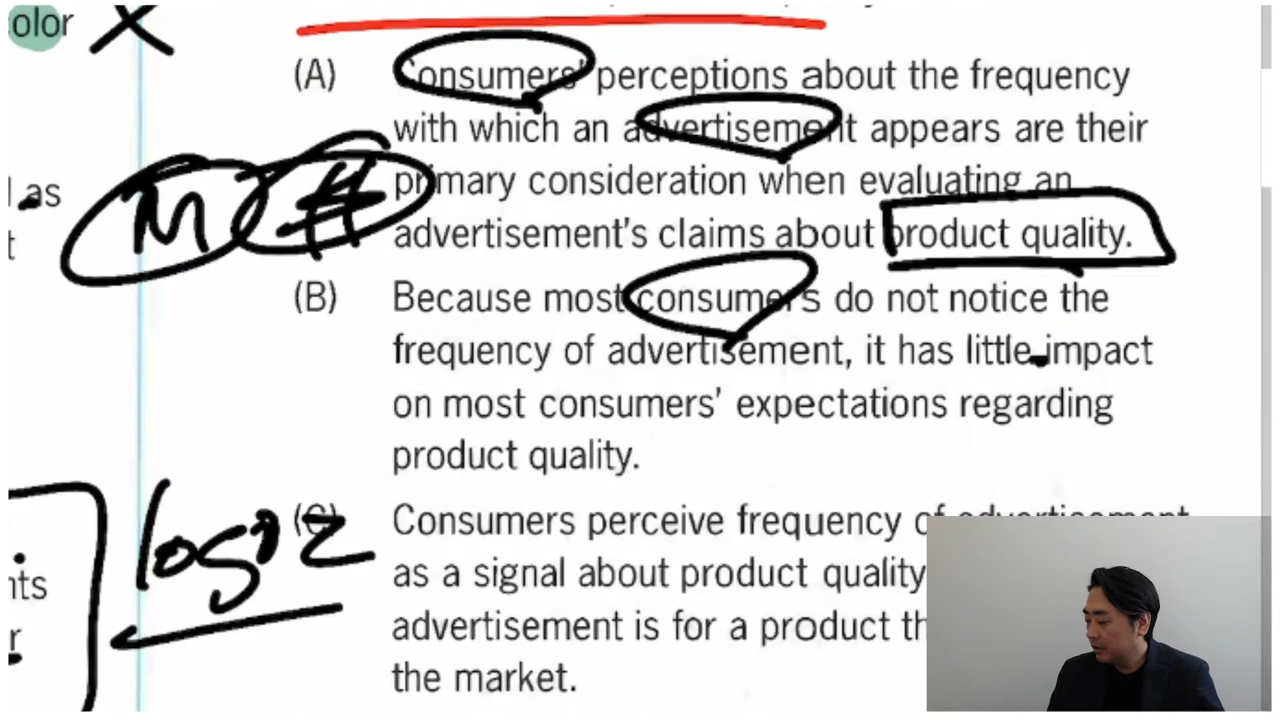 olor
(A) Consumers' perceptions about the frequency
with which an advertisement appears are their
as
primary consideration when evaluating an
t
advertisement's claims about product quality.
(B) Because most consumers do not notice the
frequency of advertisement, it has little impact
on most consumers' expectations regarding
product quality.
(C) Consumers perceive frequency of advertisement
nts
as a signal about product quality
r
advertisement is for a product th
the market.